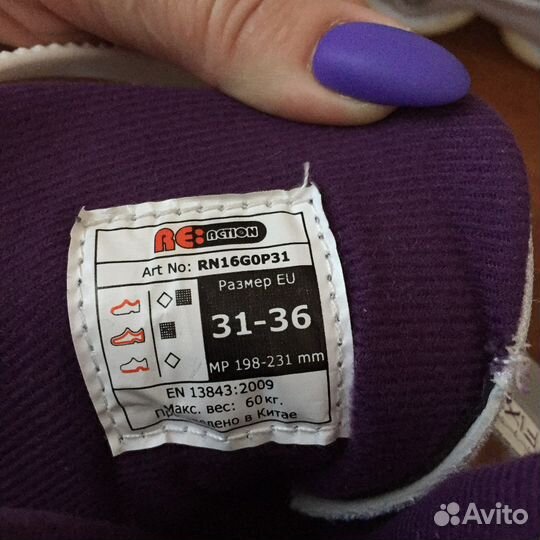 RE:ACTION
Art No: RN16G0P31
Размер EU
31-36
MP 198-231 mm
EN 13843:2009
Макс. вес: 60кг.
в Китае
Avito